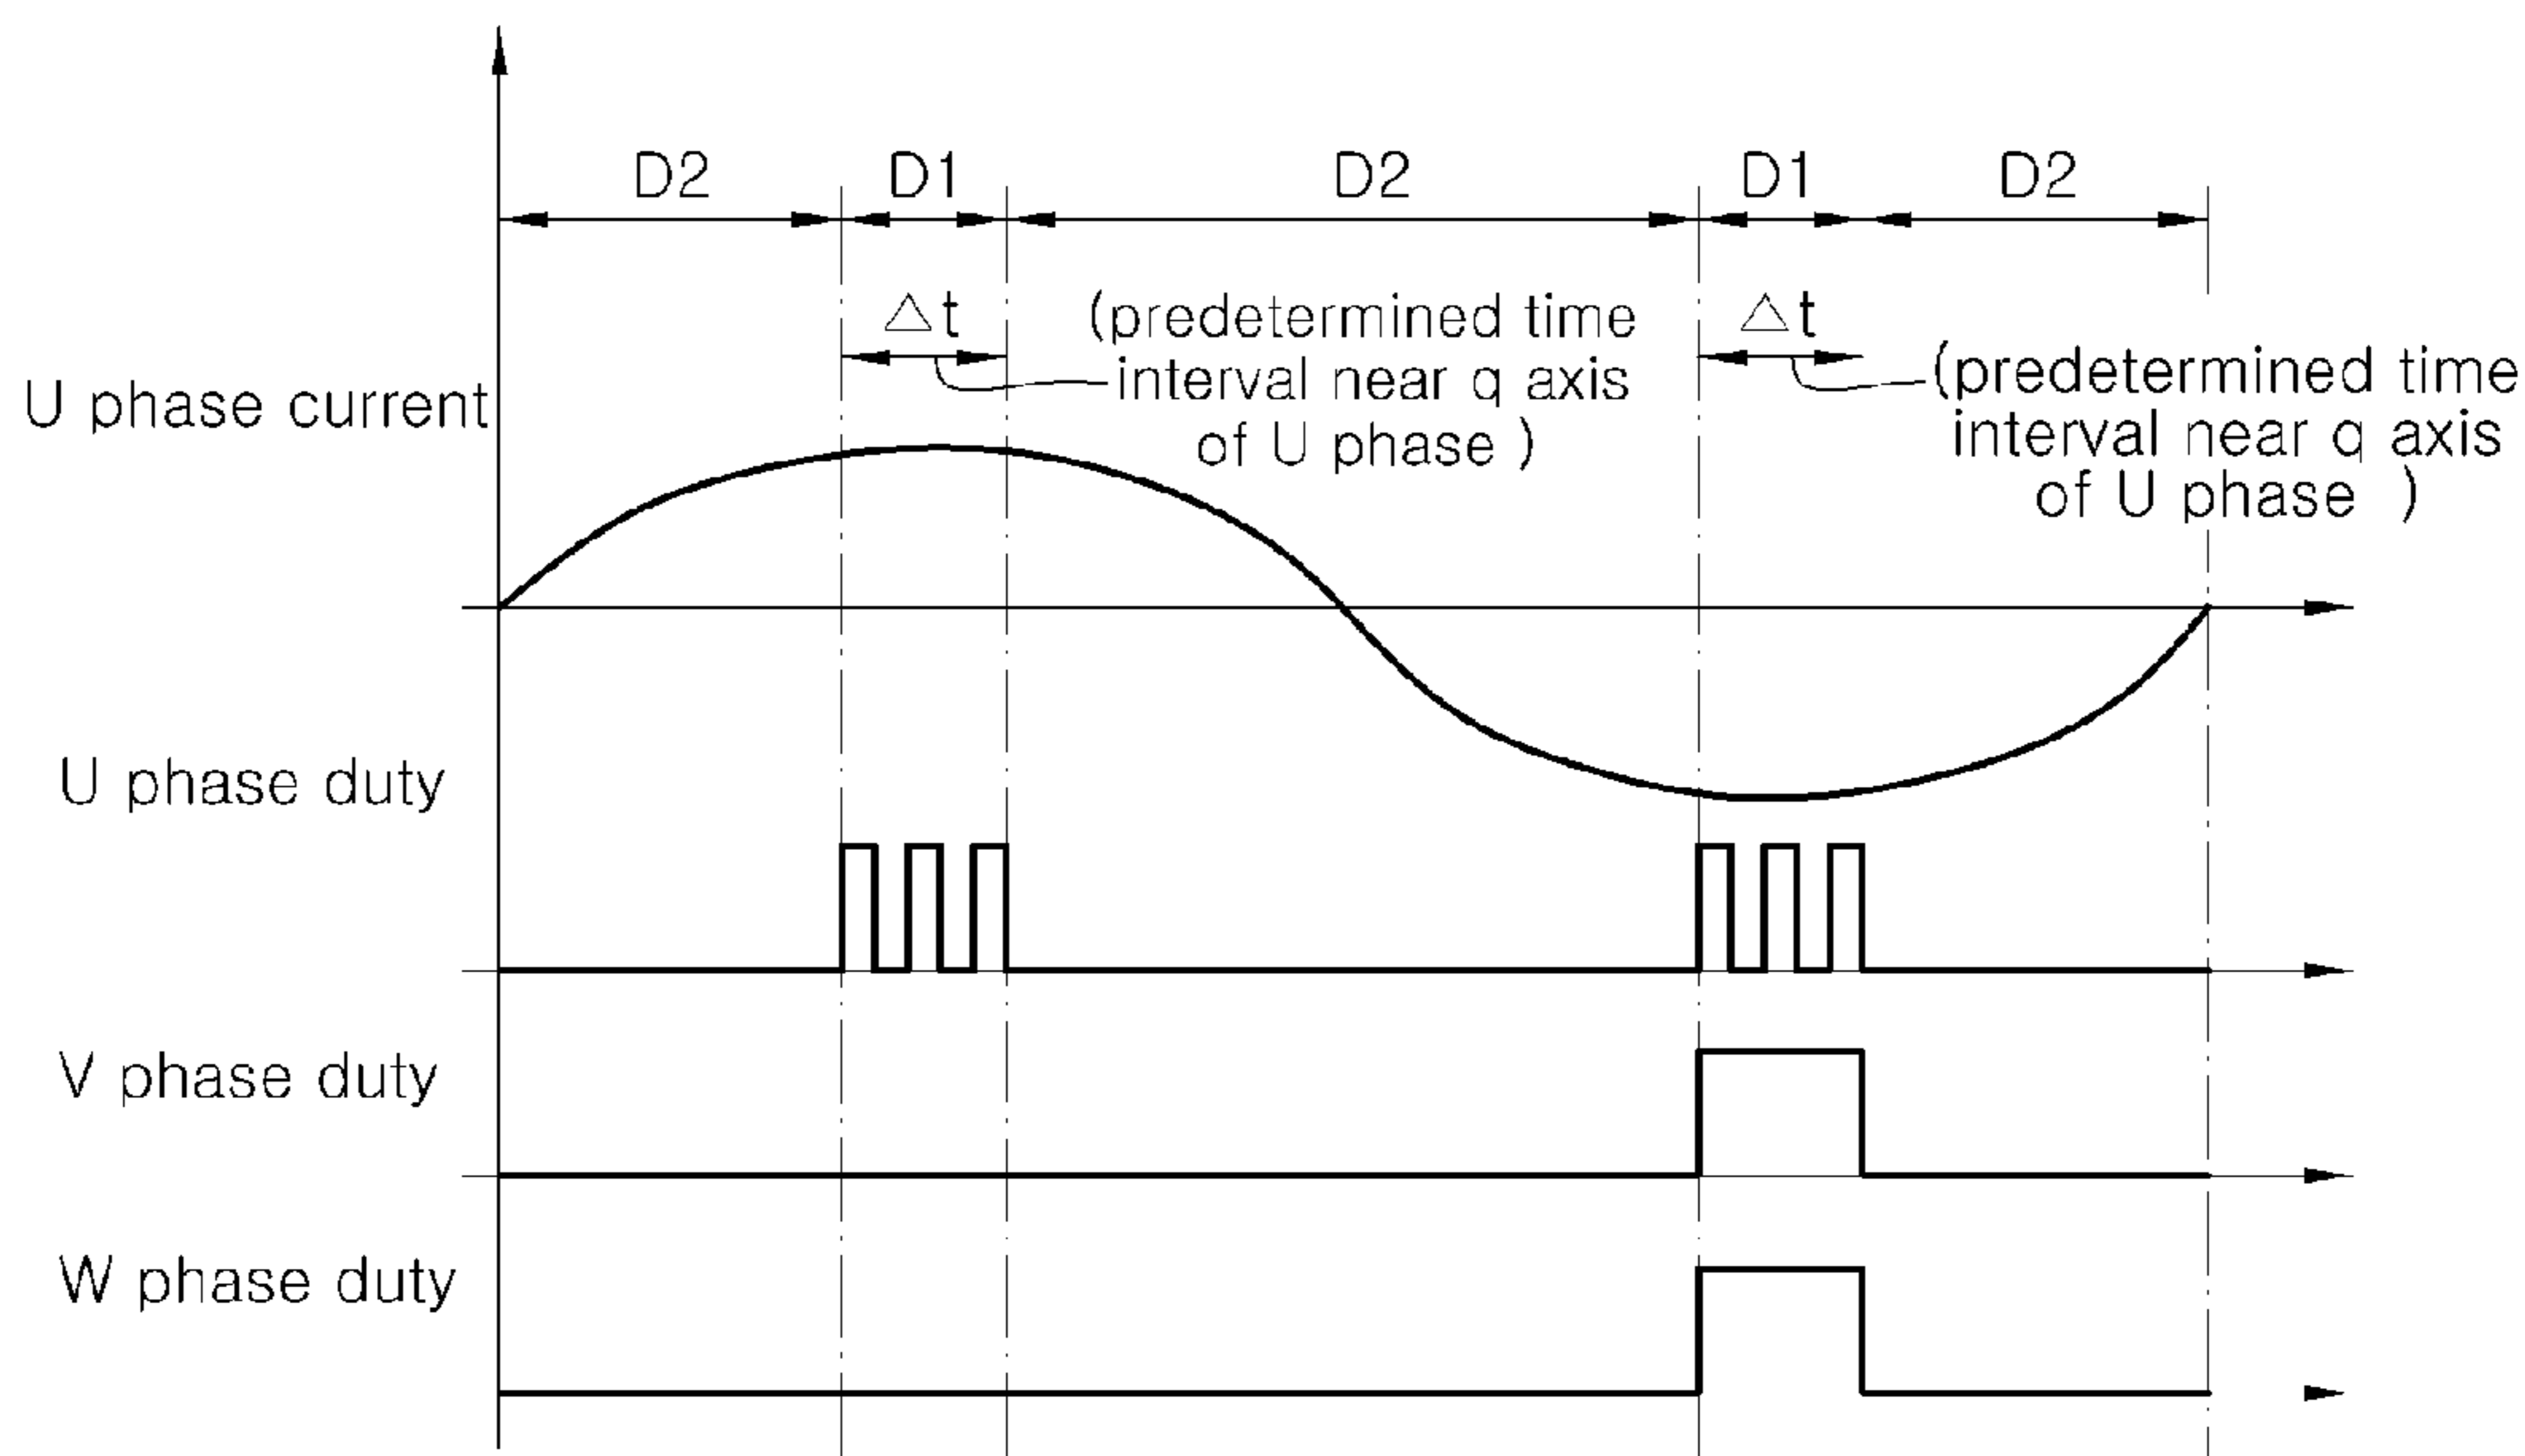 D2 D1 D2 D1 D2
△t (predetermined time
interval near q axis
of U phase )
△t (predetermined time
interval near q axis
of U phase )
U phase current
U phase duty
V phase duty
W phase duty